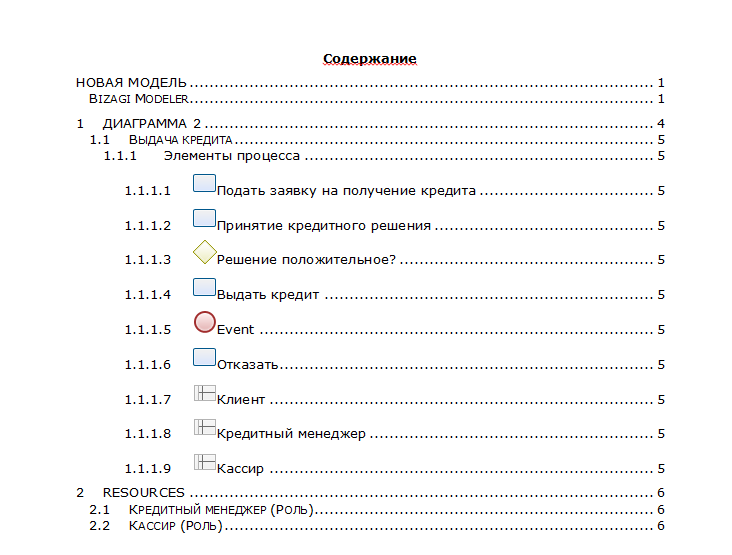 Содержание
НОВАЯ МОДЕЛЬ ........ 1
BIZAGI MODELER ........ 1
1 ДИАГРАММА 2 ........ 4
1.1 ВЫДАЧА КРЕДИТА ........ 5
1.1.1 Элементы процесса ........ 5
1.1.1.1 Подать заявку на получение кредита ........ 5
1.1.1.2 Принятие кредитного решения ........ 5
1.1.1.3 Решение положительное? ........ 5
1.1.1.4 Выдать кредит ........ 5
1.1.1.5 Event ........ 5
1.1.1.6 Отказать ........ 5
1.1.1.7 Клиент ........ 5
1.1.1.8 Кредитный менеджер ........ 5
1.1.1.9 Кассир ........ 5
2 RESOURCES ........ 6
2.1 КРЕДИТНЫЙ МЕНЕДЖЕР (РОЛЬ) ........ 6
2.2 КАССИР (РОЛЬ) ........ 6